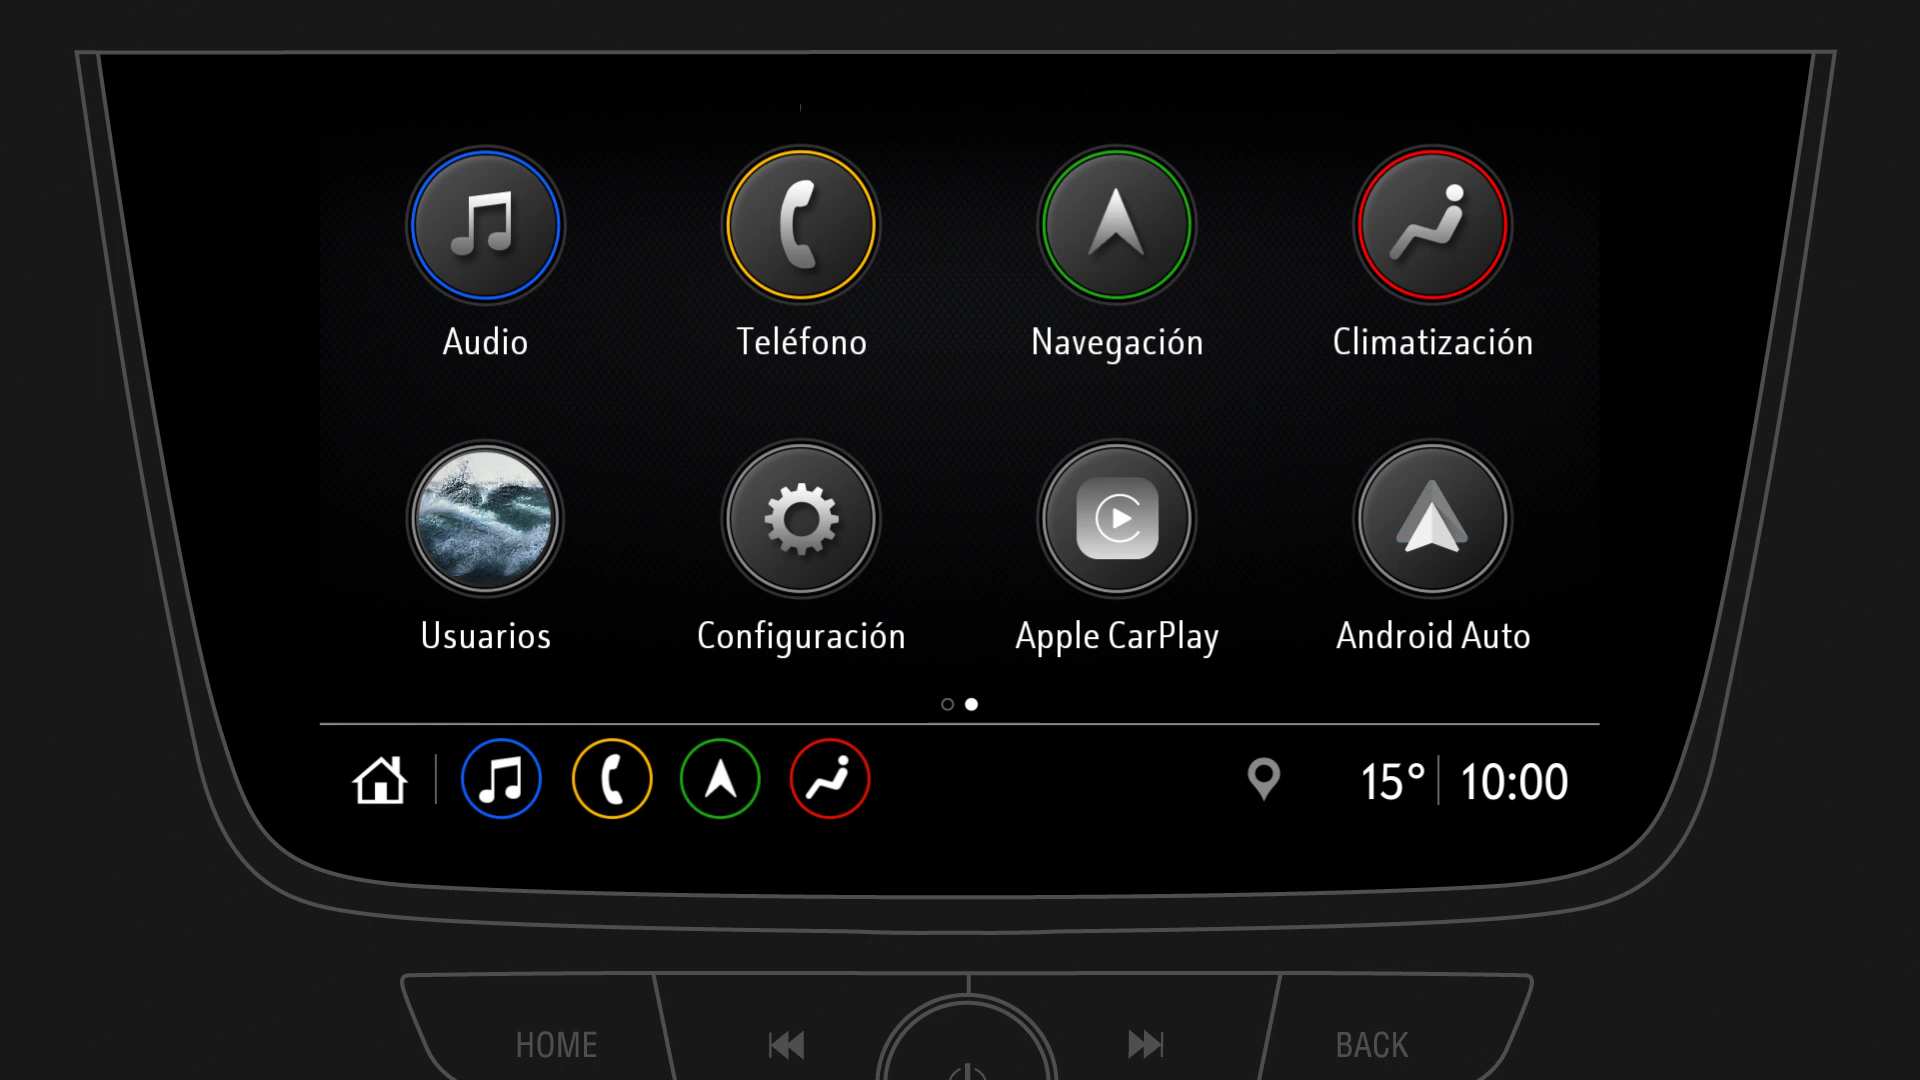 Audio
Teléfono
Navegación
Climatización
Usuarios
Configuración
Apple CarPlay
Android Auto
15° 10:00
HOME
BACK